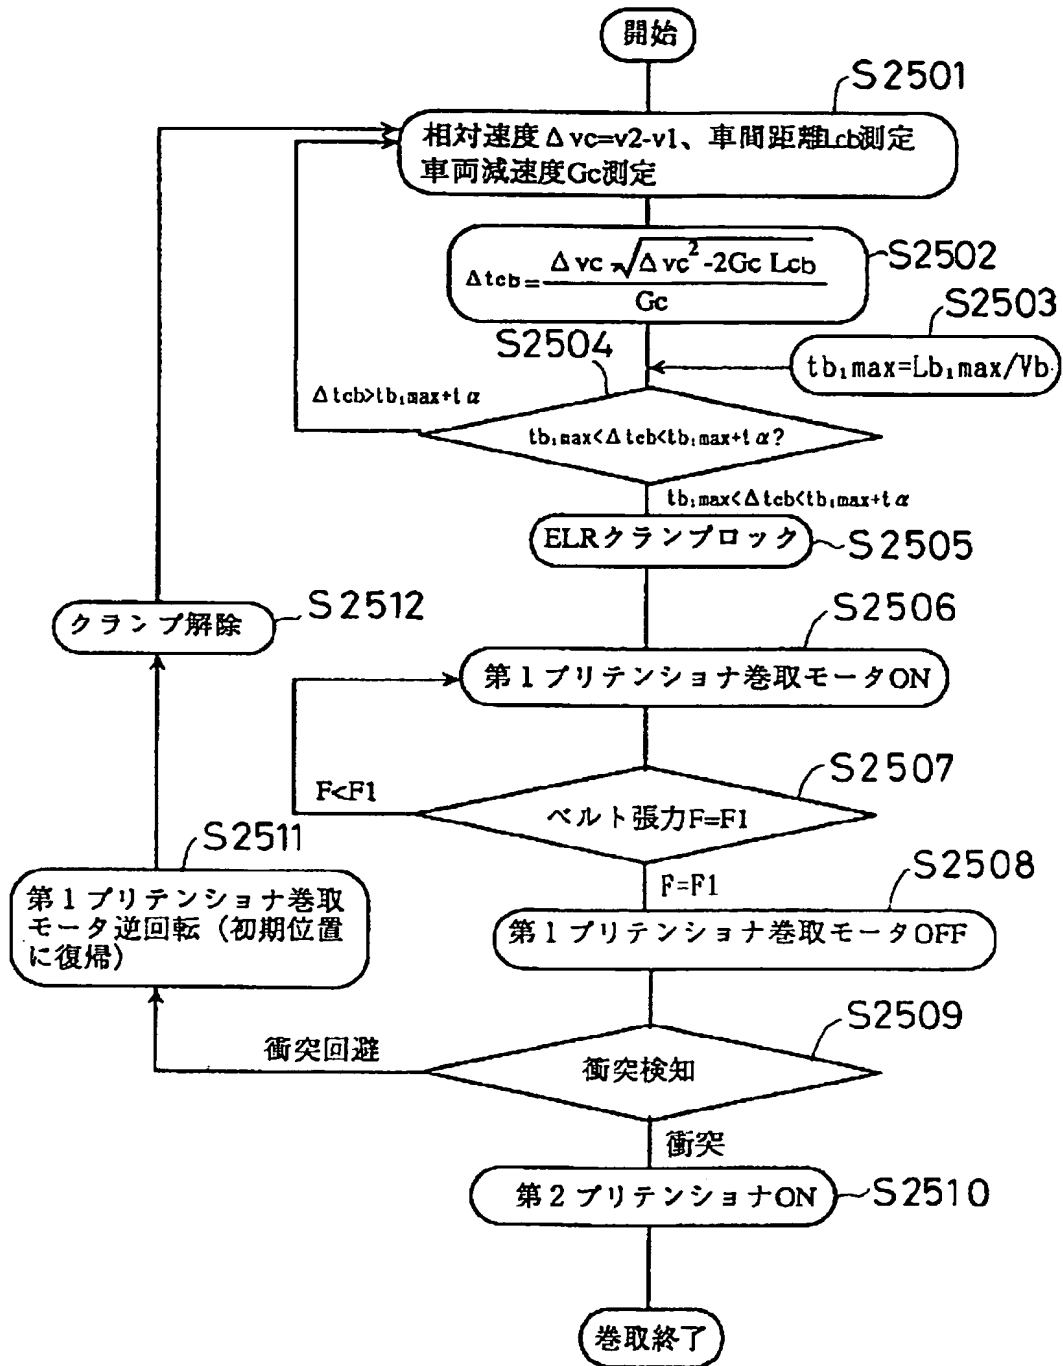 開始
S2501
相対速度Δvc=v2-v1、車間距離Lcb測定
車両減速度Gc測定
S2502
Δtcb=(Δvc-√(Δvc²-2Gc Lcb))/Gc
S2503
tb₁max=Lb₁max/Vb
S2504
Δtcb>tb₁max+tα
tb₁max<Δtcb<tb₁max+tα?
tb₁max<Δtcb<tb₁max+tα
ELRクランプロック
S2505
S2506
第1プリテンショナ巻取モータON
S2507
F<F1
ベルト張力F=F1
F=F1
S2508
第1プリテンショナ巻取モータOFF
S2509
衝突検知
衝突回避
S2511
第1プリテンショナ巻取
モータ逆回転（初期位置
に復帰）
クランプ解除
S2512
衝突
第2プリテンショナON
S2510
巻取終了